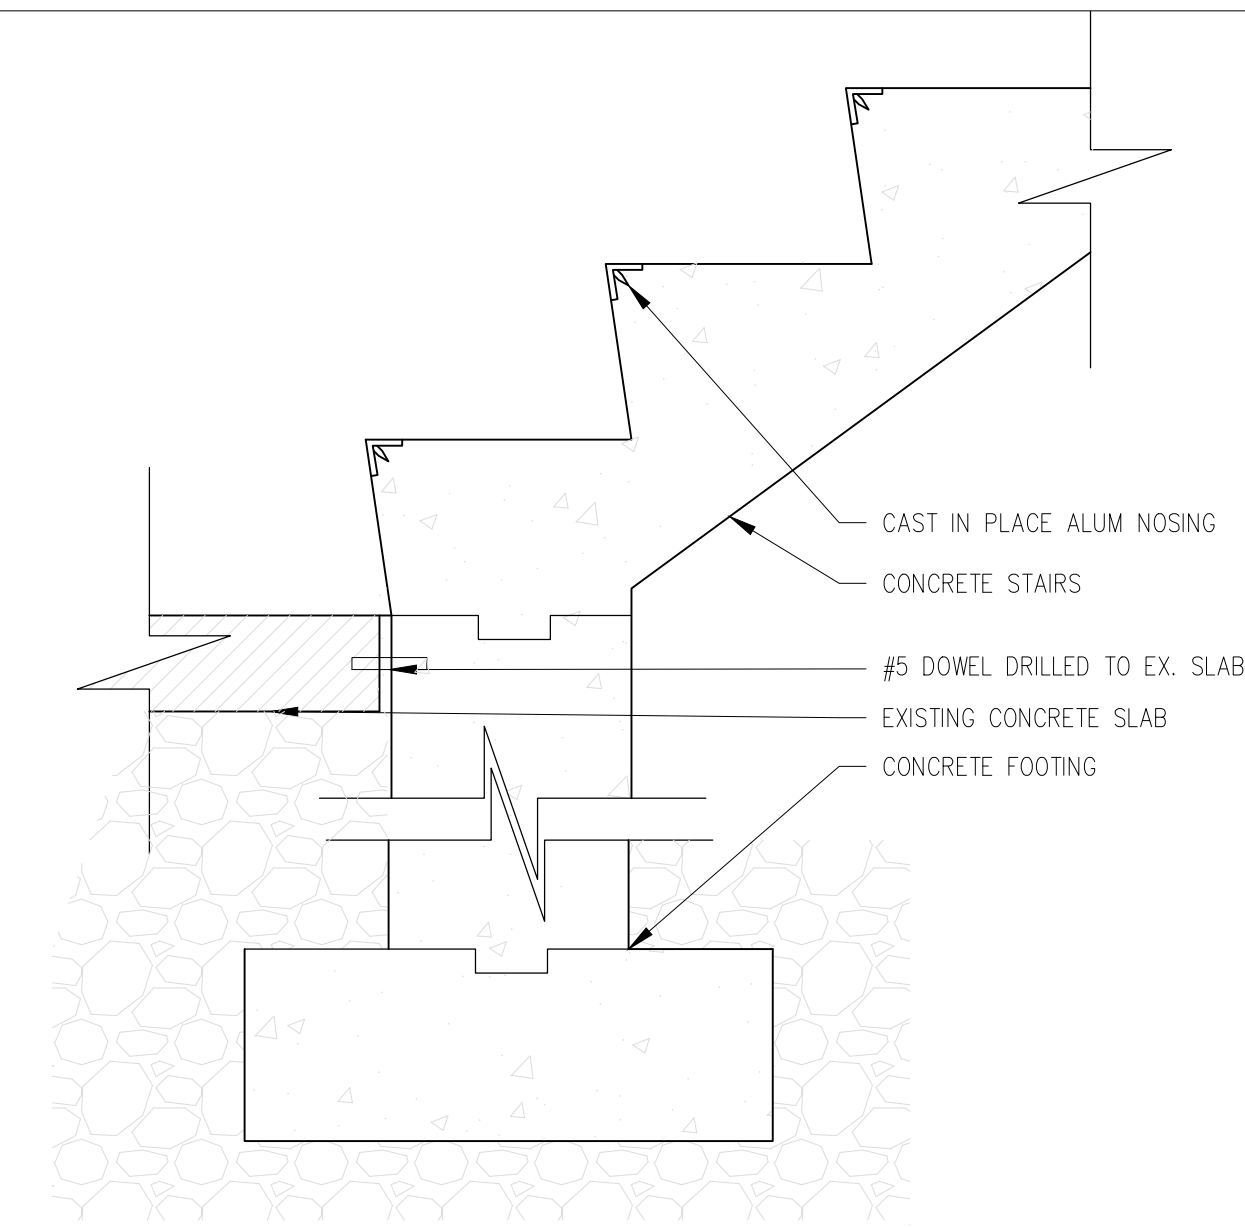 CAST IN PLACE ALUM NOSING
CONCRETE STAIRS
#5 DOWEL DRILLED TO EX. SLAB
EXISTING CONCRETE SLAB
CONCRETE FOOTING